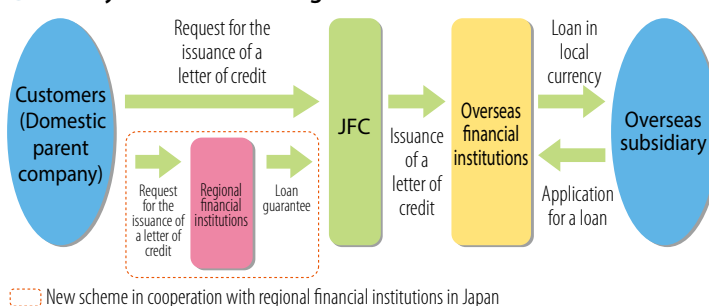 Request for the
issuance of a
letter of credit
Customers
(Domestic
parent
company)
Request
for the
issuance of
a letter of
credit
Regional
financial
institutions
Loan
guarantee
JFC
Issuance
of a
letter of
credit
Overseas
financial
institutions
Loan in
local
currency
Application
for a loan
Overseas
subsidiary
New scheme in cooperation with regional financial institutions in Japan